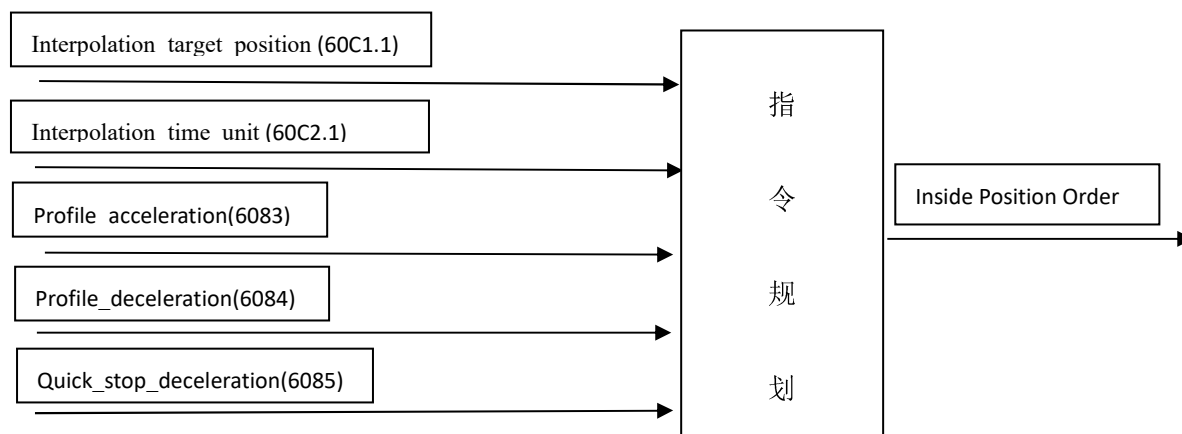 Interpolation target position (60C1.1)
Interpolation time unit (60C2.1)
Profile acceleration(6083)
Profile_deceleration(6084)
Quick_stop_deceleration(6085)
指
令
规
划
Inside Position Order